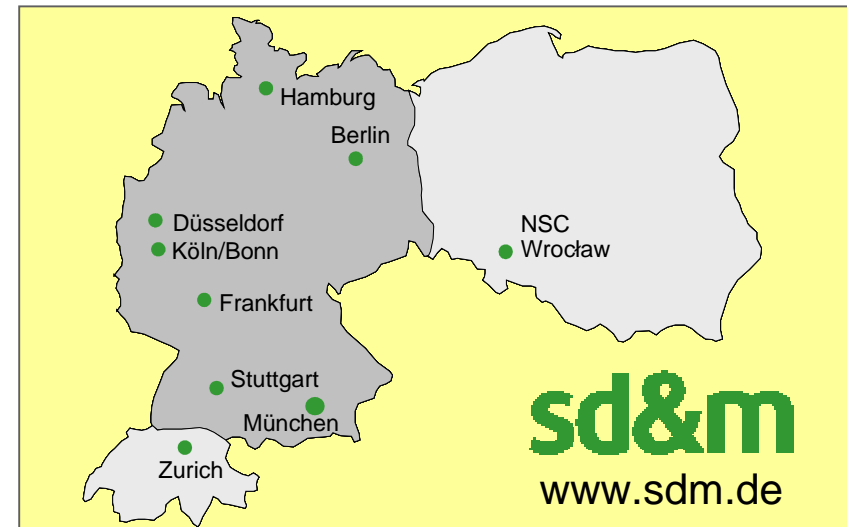 Hamburg
Berlin
Düsseldorf
Köln/Bonn
NSC
Wrocław
Frankfurt
Stuttgart
München
Zurich
sd&m
www.sdm.de